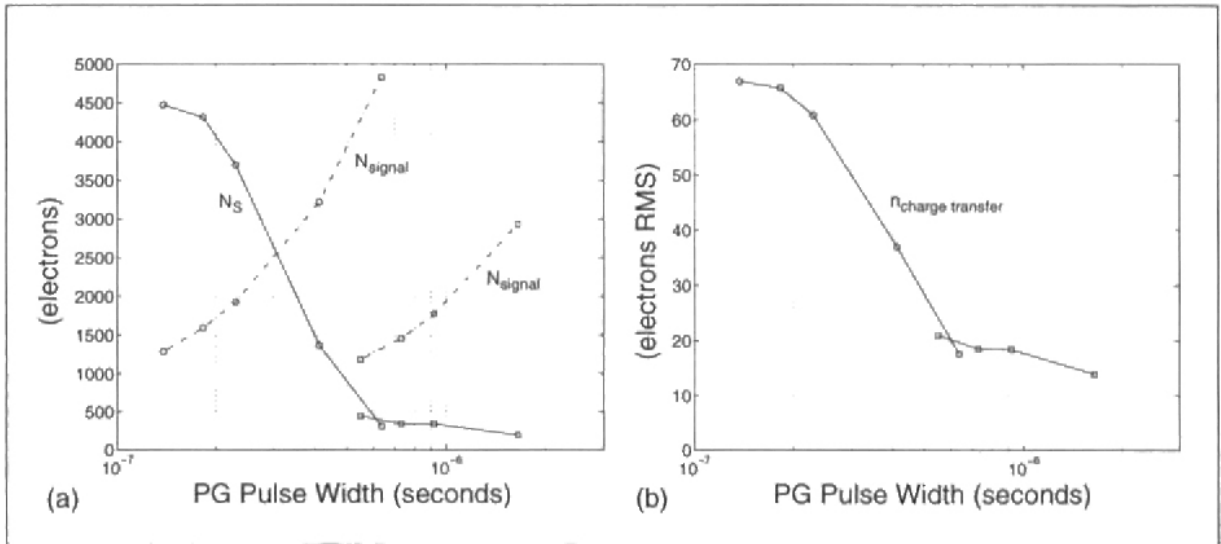 5000
4500
4000
3500
3000
2500
2000
1500
1000
500
0
(electrons)
N_S
N_signal
N_signal
10^-7
10^-6
PG Pulse Width (seconds)
(a)
70
60
50
40
30
20
10
0
(electrons RMS)
n_charge transfer
10^-7
10^-6
PG Pulse Width (seconds)
(b)